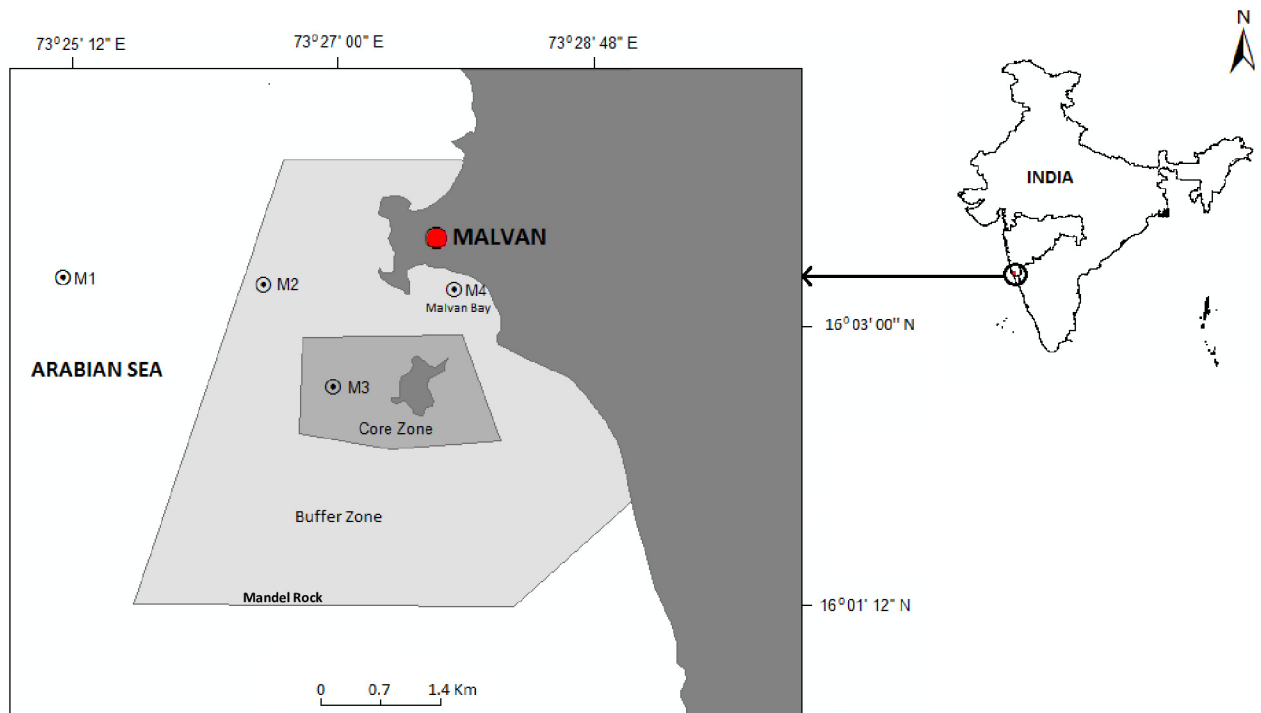 73°25' 12" E
73°27' 00" E
73°28' 48" E
N
INDIA
MALVAN
M1
M2
M4
Malvan Bay
16°03' 00" N
ARABIAN SEA
M3
Core Zone
Buffer Zone
Mandel Rock
16°01' 12" N
0 0.7 1.4 Km